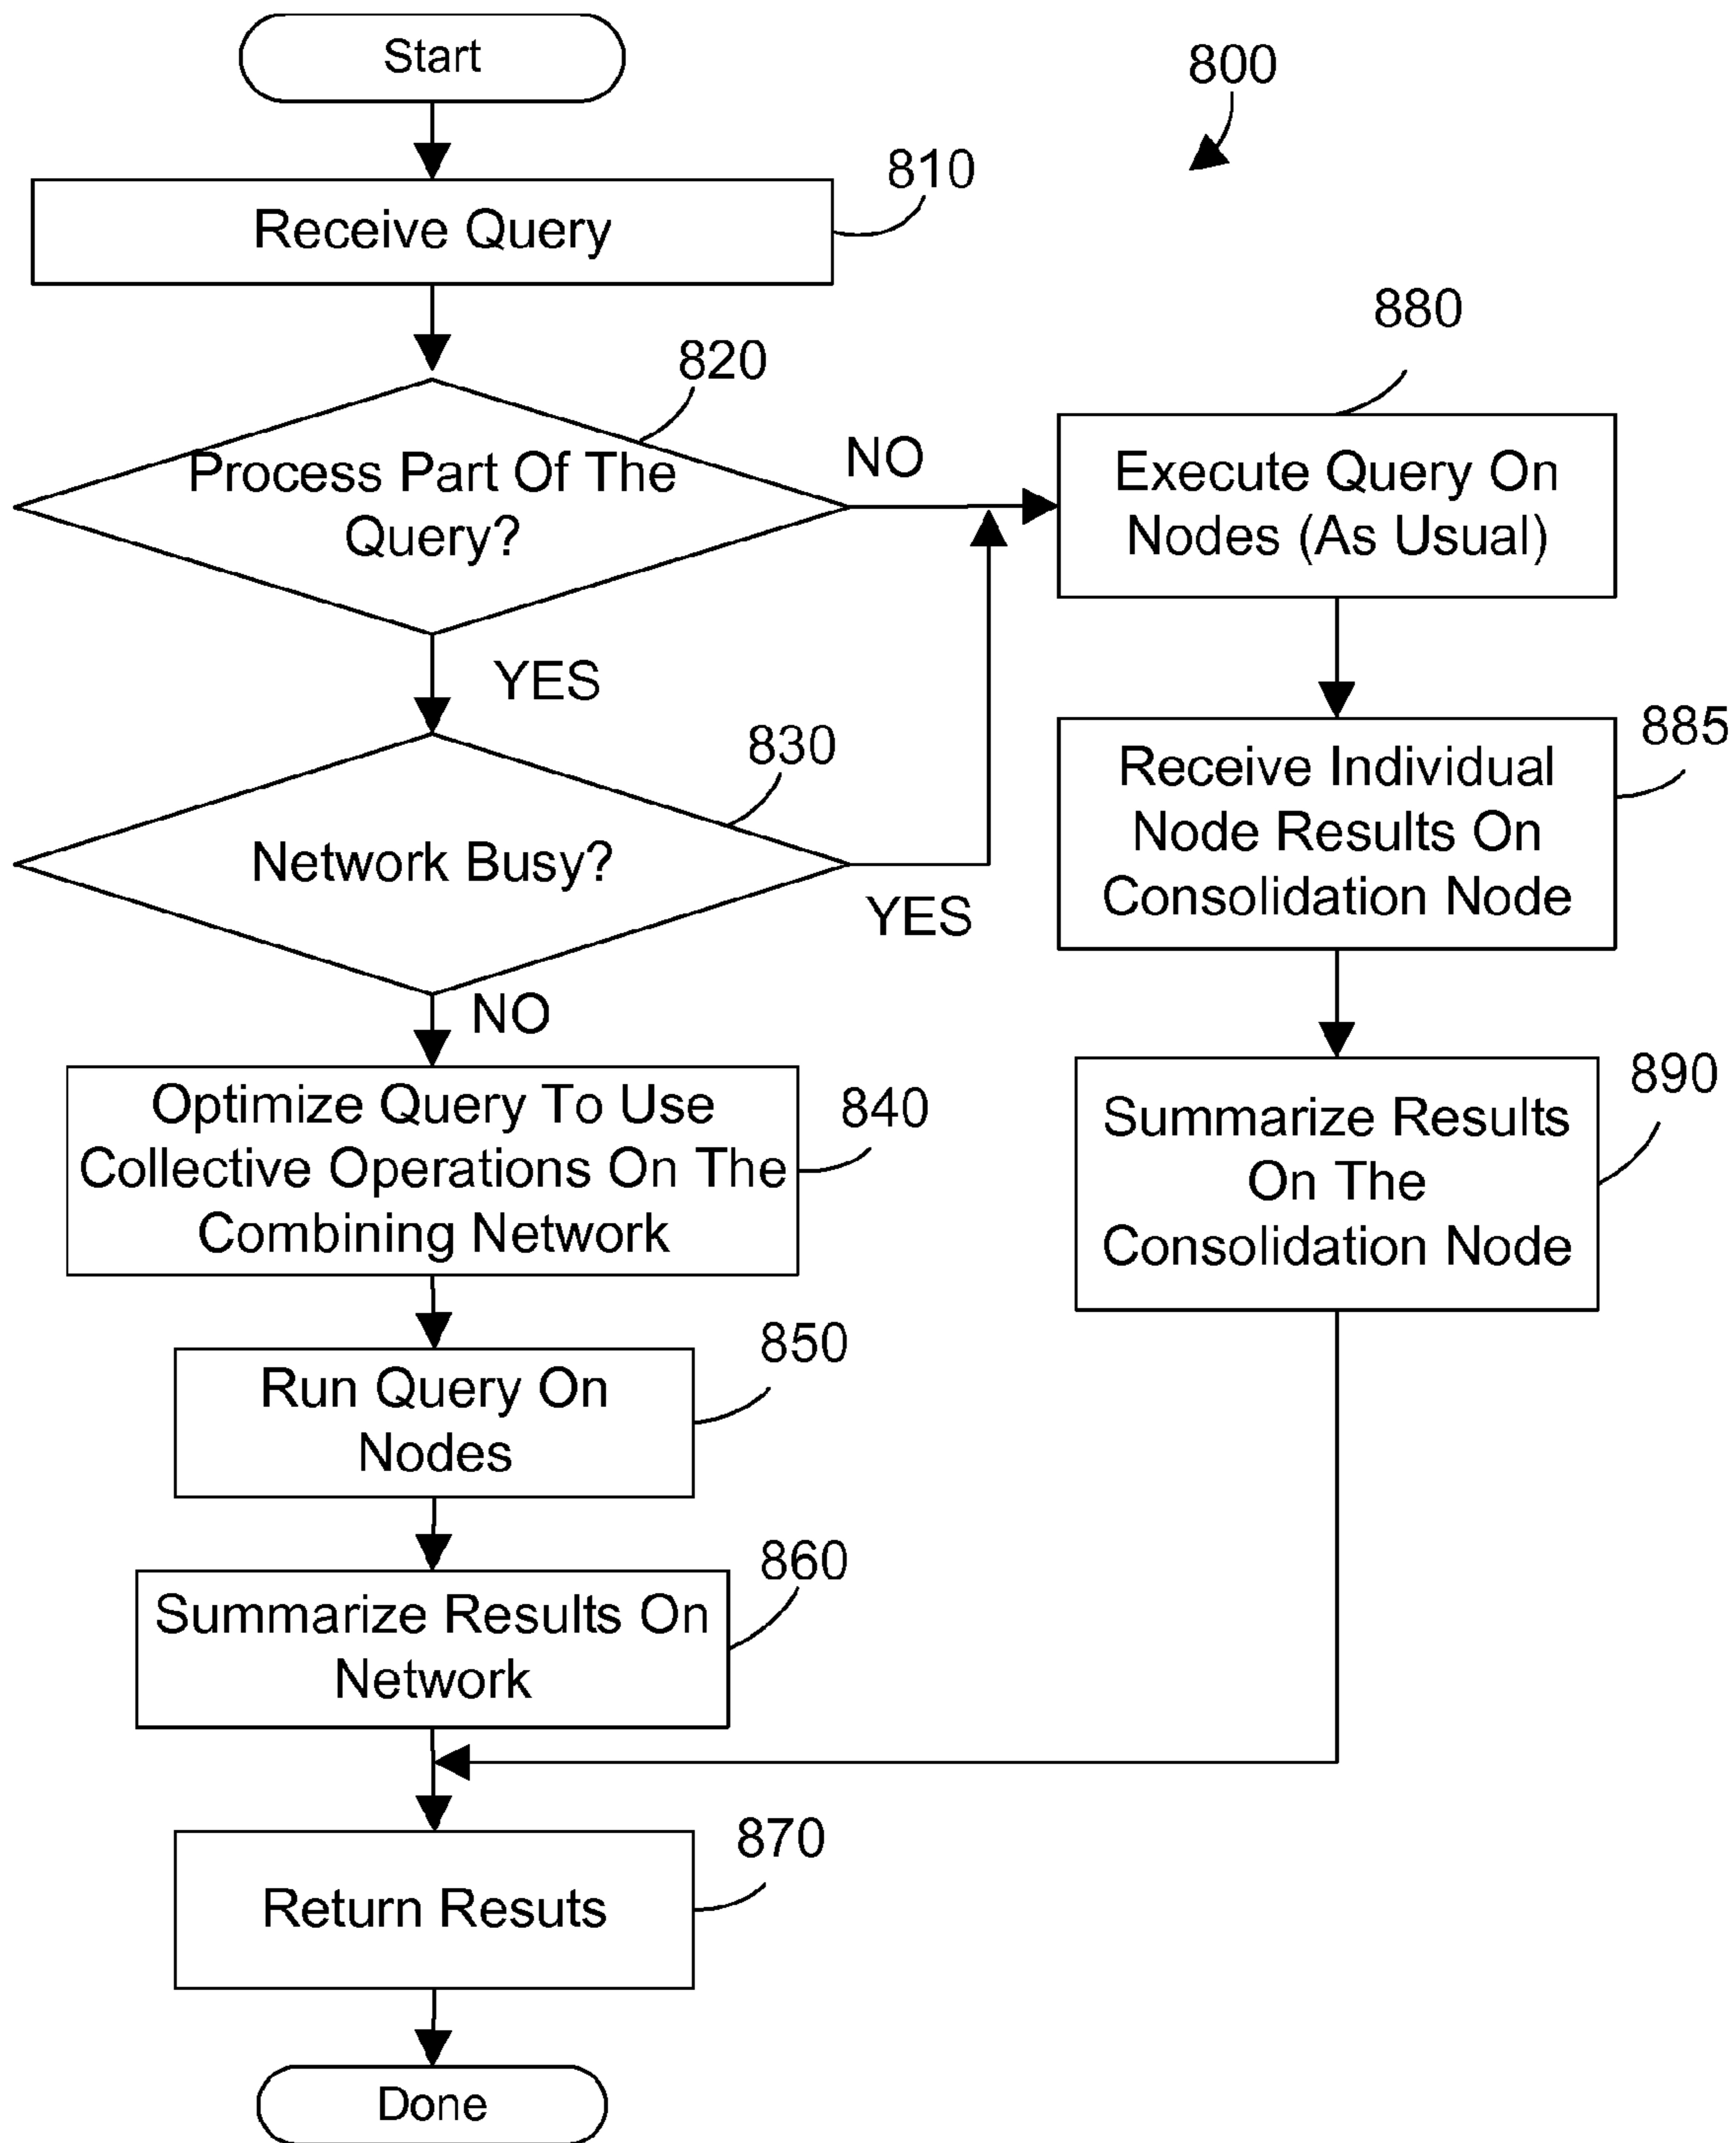 Start
800
810
Receive Query
820
Process Part Of The
Query?
NO
YES
880
Execute Query On
Nodes (As Usual)
830
Network Busy?
YES
NO
885
Receive Individual
Node Results On
Consolidation Node
840
Optimize Query To Use
Collective Operations On The
Combining Network
890
Summarize Results
On The
Consolidation Node
850
Run Query On
Nodes
860
Summarize Results On
Network
870
Return Resuts
Done